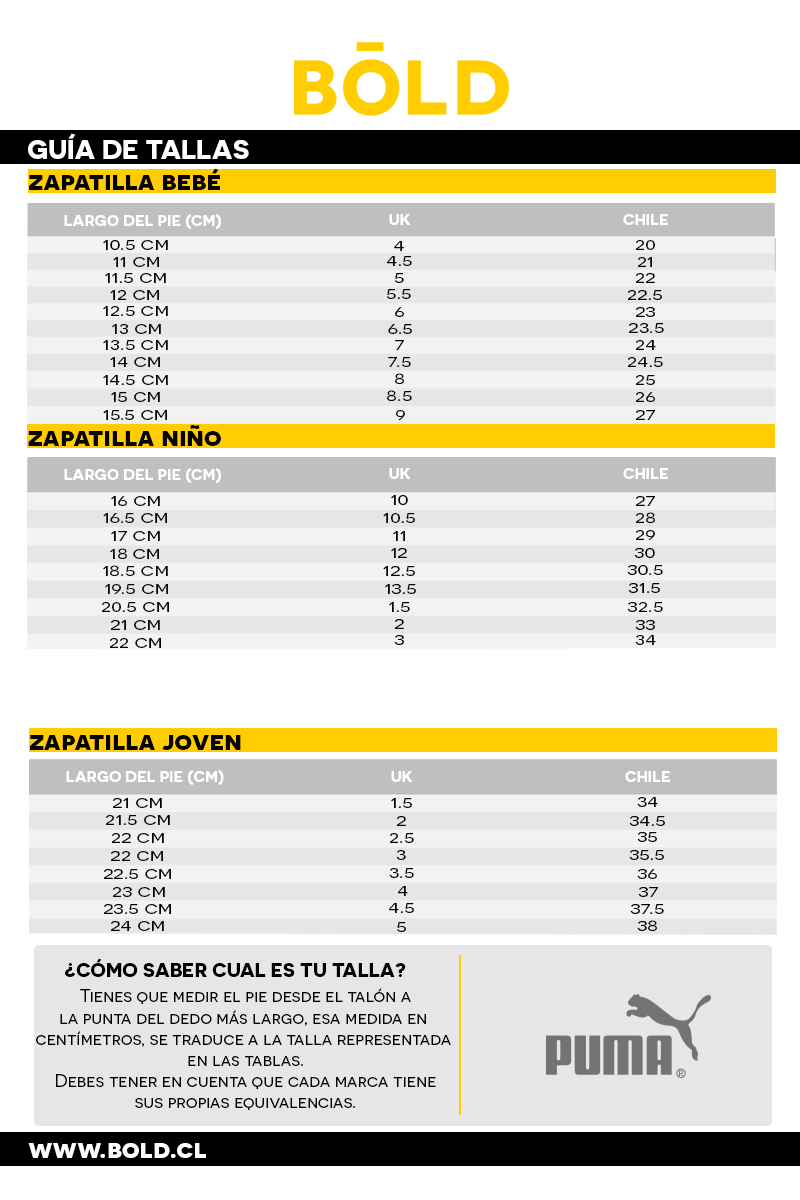 BŌLD
GUÍA DE TALLAS
ZAPATILLA BEBÉ
LARGO DEL PIE (CM) UK CHILE
10.5 CM 4 20
11 CM 4.5 21
11.5 CM 5 22
12 CM 5.5 22.5
12.5 CM 6 23
13 CM 6.5 23.5
13.5 CM 7 24
14 CM 7.5 24.5
14.5 CM 8 25
15 CM 8.5 26
15.5 CM 9 27
ZAPATILLA NIÑO
LARGO DEL PIE (CM) UK CHILE
16 CM 10 27
16.5 CM 10.5 28
17 CM 11 29
18 CM 12 30
18.5 CM 12.5 30.5
19.5 CM 13.5 31.5
20.5 CM 1.5 32.5
21 CM 2 33
22 CM 3 34
ZAPATILLA JOVEN
LARGO DEL PIE (CM) UK CHILE
21 CM 1.5 34
21.5 CM 2 34.5
22 CM 2.5 35
22 CM 3 35.5
22.5 CM 3.5 36
23 CM 4 37
23.5 CM 4.5 37.5
24 CM 5 38
¿CÓMO SABER CUAL ES TU TALLA?
TIENES QUE MEDIR EL PIE DESDE EL TALÓN A
LA PUNTA DEL DEDO MÁS LARGO, ESA MEDIDA EN
CENTÍMETROS, SE TRADUCE A LA TALLA REPRESENTADA
EN LAS TABLAS.
DEBES TENER EN CUENTA QUE CADA MARCA TIENE
SUS PROPIAS EQUIVALENCIAS.
PUMA®
WWW.BOLD.CL